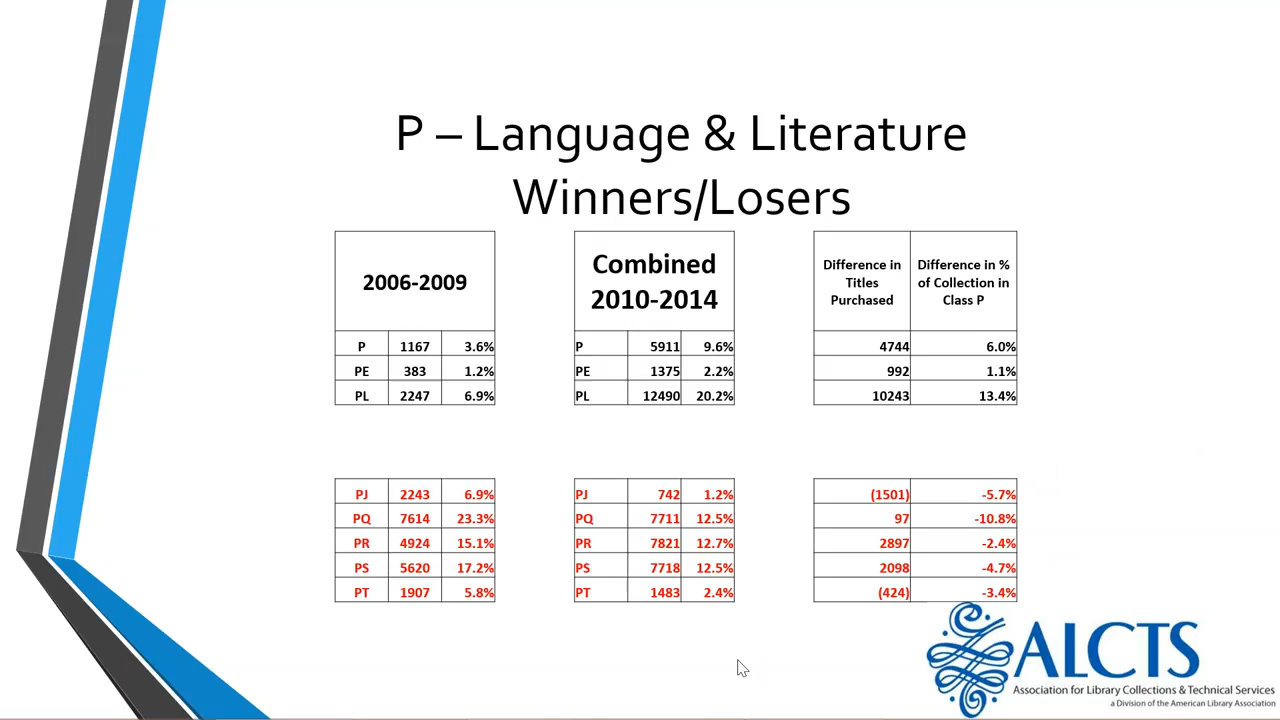 P – Language & Literature
Winners/Losers
2006-2009
Combined
2010-2014
Difference in
Titles
Purchased
Difference in %
of Collection in
Class P
P 1167 3.6% P 5911 9.6% 4744 6.0%
PE 383 1.2% PE 1375 2.2% 992 1.1%
PL 2247 6.9% PL 12490 20.2% 10243 13.4%
PJ 2243 6.9% PJ 742 1.2% (1501) -5.7%
PQ 7614 23.3% PQ 7711 12.5% 97 -10.8%
PR 4924 15.1% PR 7821 12.7% 2897 -2.4%
PS 5620 17.2% PS 7718 12.5% 2098 -4.7%
PT 1907 5.8% PT 1483 2.4% (424) -3.4%
ALCTS
Association for Library Collections & Technical Services
a Division of the American Library Association